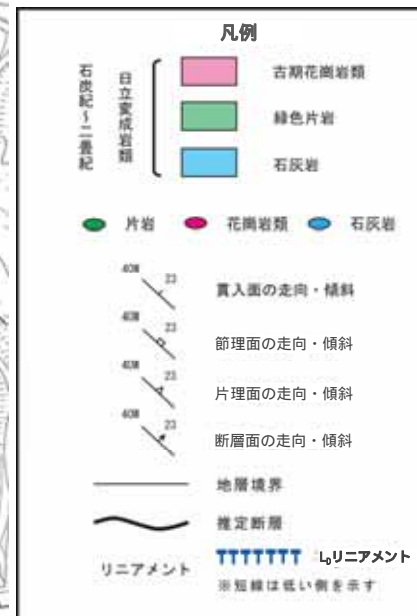 凡例
石炭紀～二畳紀
日立変成岩類
古期花崗岩類
緑色片岩
石灰岩
片岩 花崗岩類 石灰岩
40W 23 貫入面の走向・傾斜
40W 23 節理面の走向・傾斜
40W 23 片理面の走向・傾斜
40W 23 断層面の走向・傾斜
地層境界
推定断層
リニアメント LDリニアメント
※短線は低い側を示す